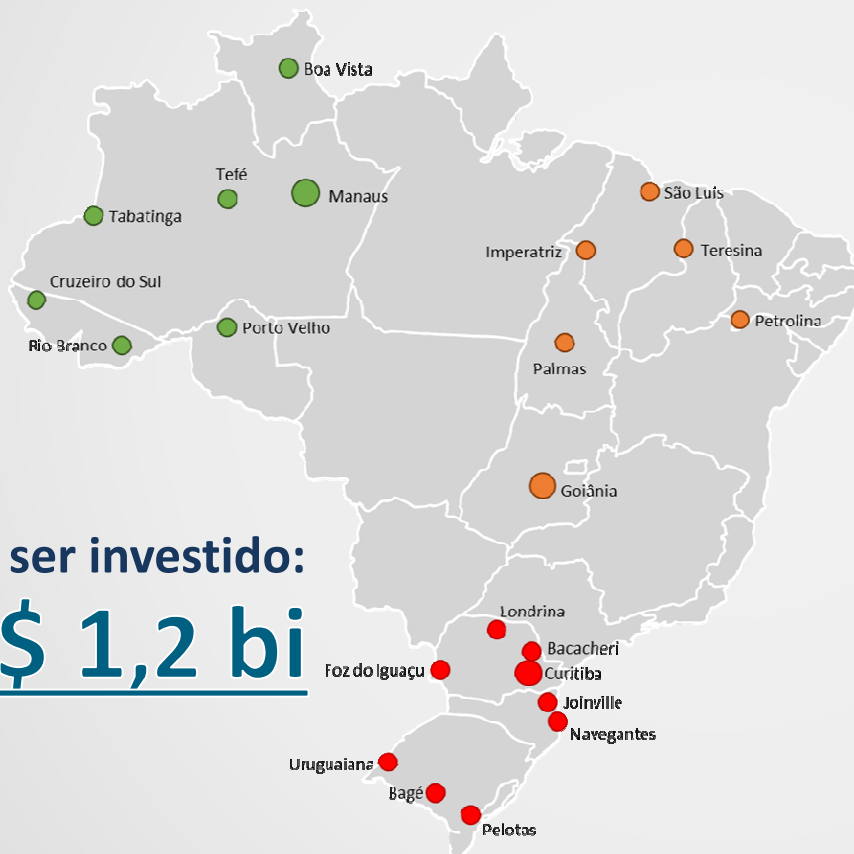 Boa Vista
Tefé
Manaus
São Luis
Tabatinga
Imperatriz
Teresina
Cruzeiro do Sul
Petrolina
Porto Velho
Rio Branco
Palmas
Goiânia
ser investido:
$ 1,2 bi
Londrina
Bacacheri
Foz do Iguaçu
Curitiba
Joinville
Navegantes
Uruguaiana
Bagé
Pelotas